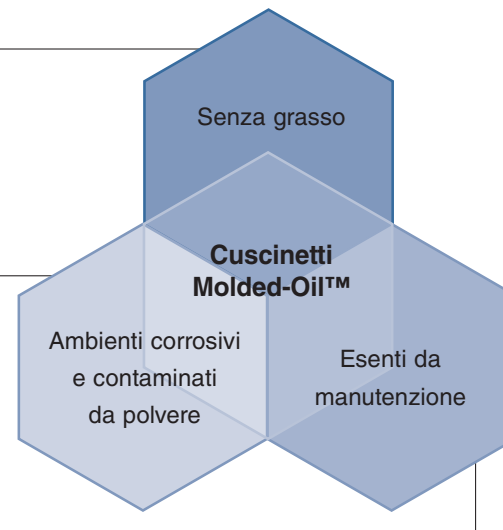 Senza grasso
Cuscinetti
Molded-Oil™
Ambienti corrosivi
e contaminati
da polvere
Esenti da
manutenzione